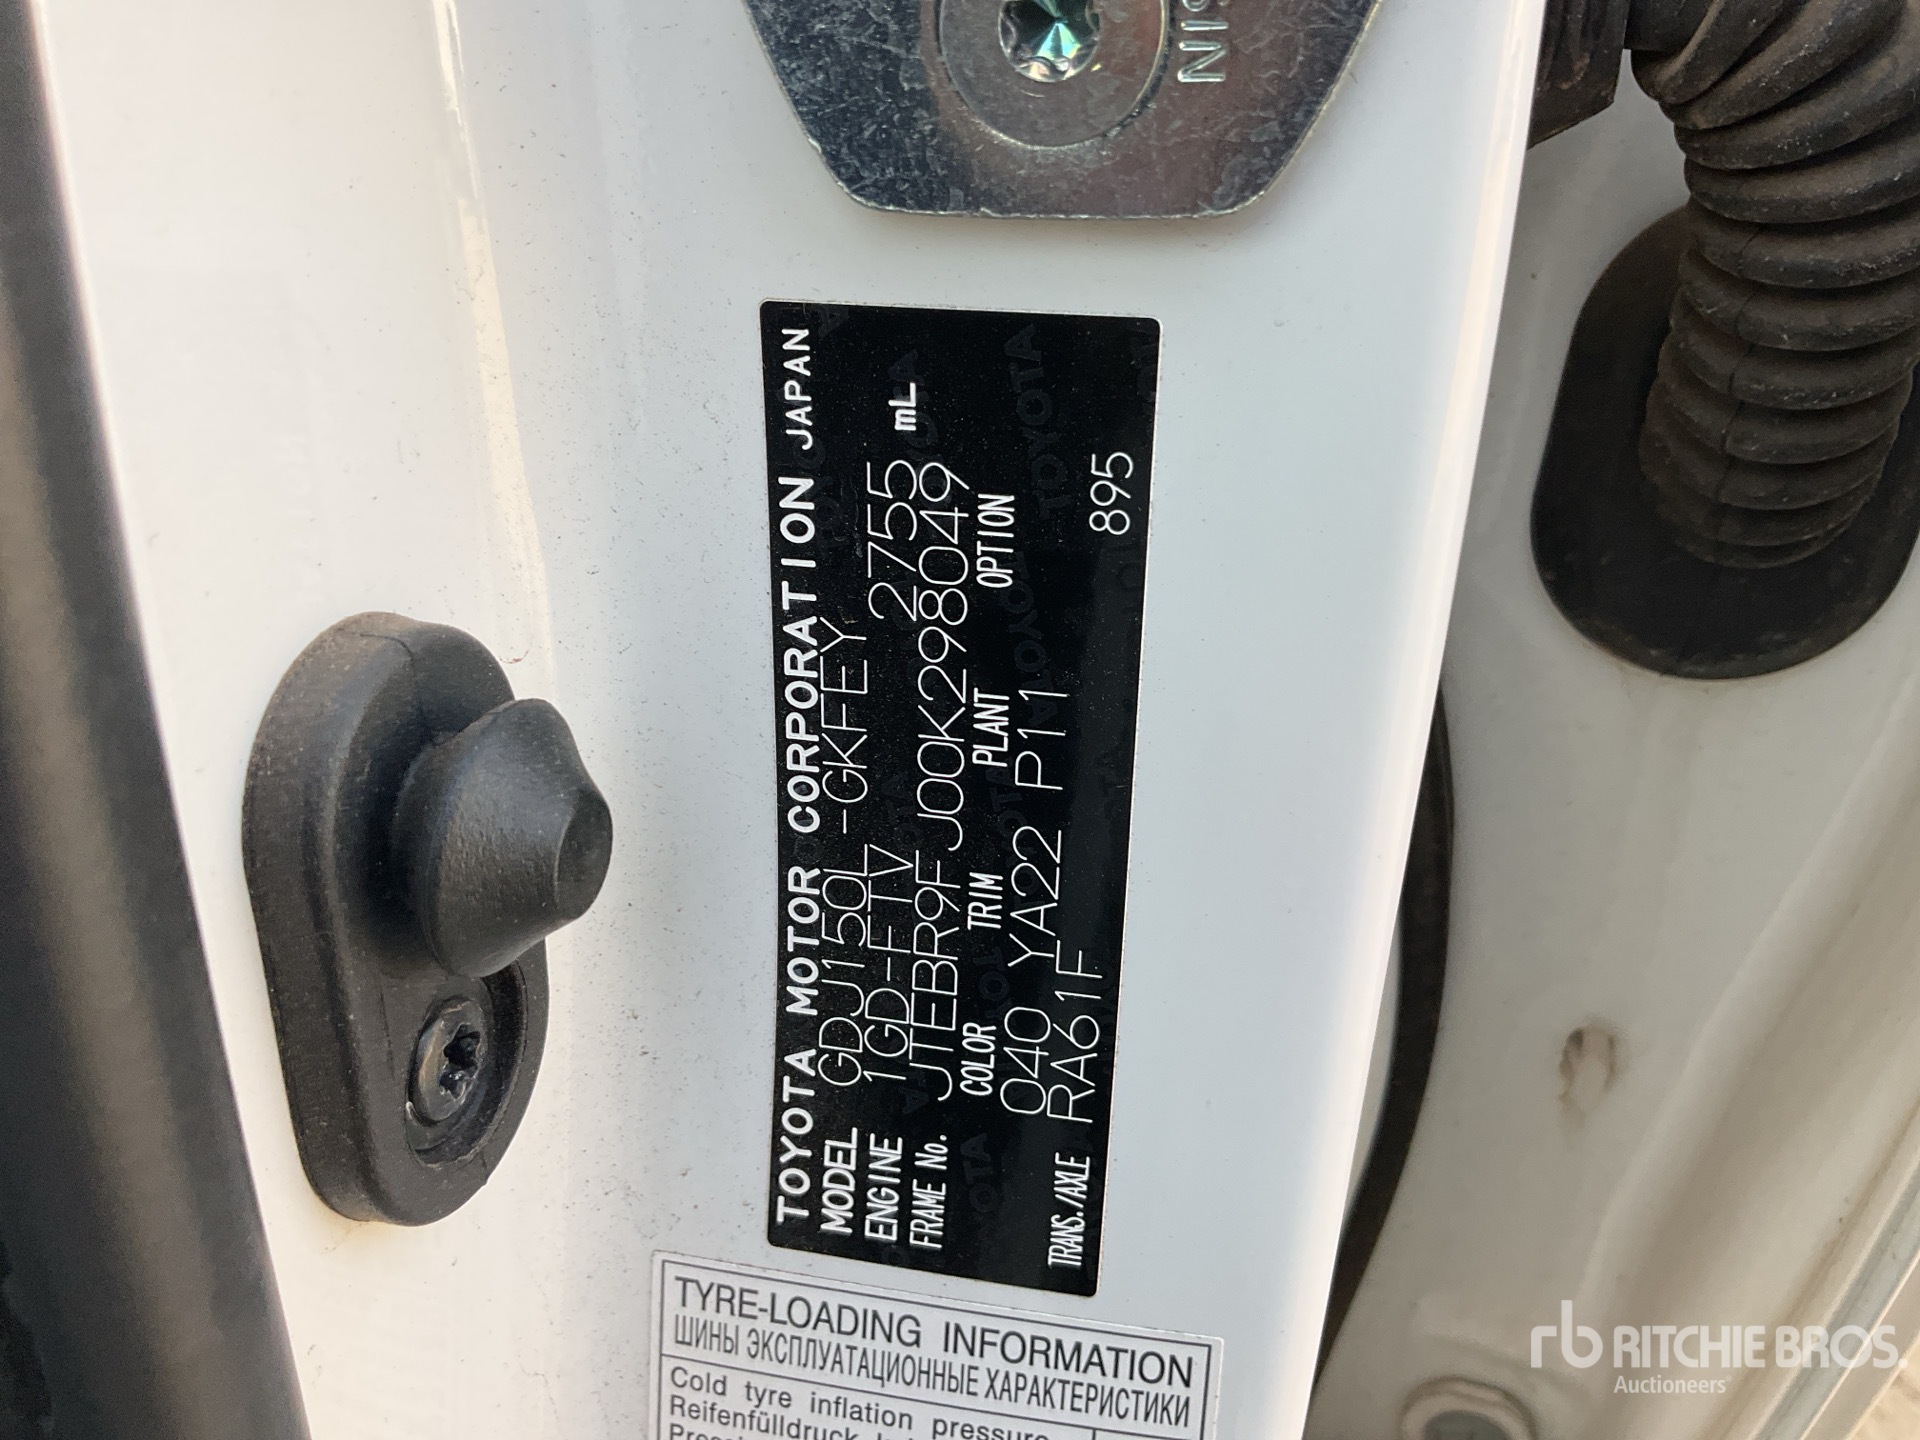 NISS
TOYOTA MOTOR CORPORATION JAPAN
MODEL GDJ150L-GKFEY
ENGINE 1GD-FTV 2755 mL
FRAME No. JTEBR9FJ00K298049
COLOR TRIM PLANT OPTION
040 YA22 P11
TRANS./AXLE RA61F 895
TYRE-LOADING INFORMATION
ШИНЫ ЭКСПЛУАТАЦИОННЫЕ ХАРАКТЕРИСТИКИ
Cold tyre inflation pressure
Reifenfülldruck
rb RITCHIE BROS.
Auctioneers